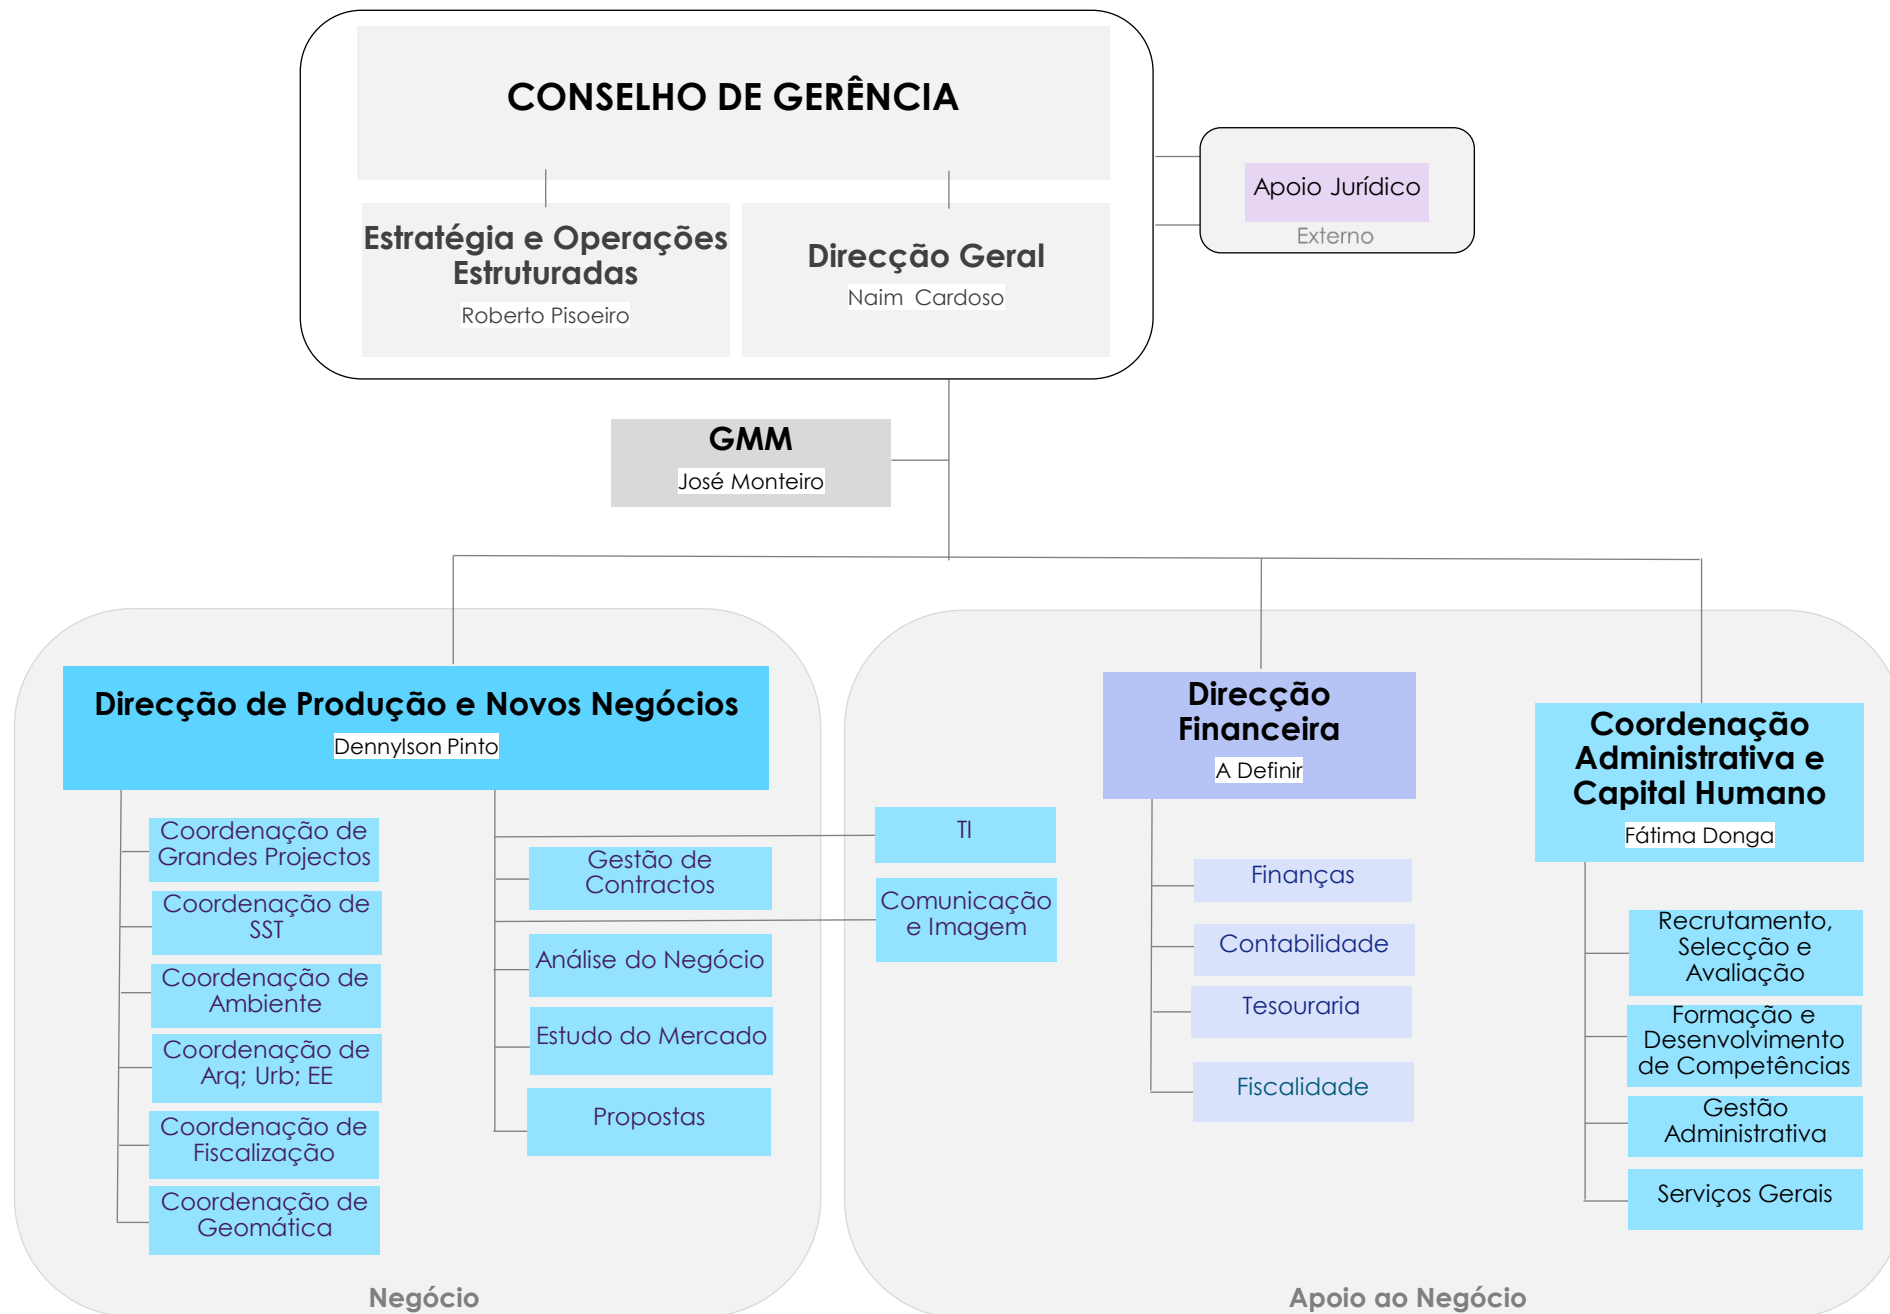 CONSELHO DE GERÊNCIA
Estratégia e Operações
Estruturadas
Roberto Pisoeiro
Direcção Geral
Naim Cardoso
Apoio Jurídico
Externo
GMM
José Monteiro
Direcção de Produção e Novos Negócios
Dennylson Pinto
Coordenação de
Grandes Projectos
Coordenação de
SST
Coordenação de
Ambiente
Coordenação de
Arq; Urb; EE
Coordenação de
Fiscalização
Coordenação de
Geomática
Gestão de
Contractos
Análise do Negócio
Estudo do Mercado
Propostas
Negócio
TI
Comunicação
e Imagem
Direcção
Financeira
A Definir
Finanças
Contabilidade
Tesouraria
Fiscalidade
Coordenação
Administrativa e
Capital Humano
Fátima Donga
Recrutamento,
Selecção e
Avaliação
Formação e
Desenvolvimento
de Competências
Gestão
Administrativa
Serviços Gerais
Apoio ao Negócio